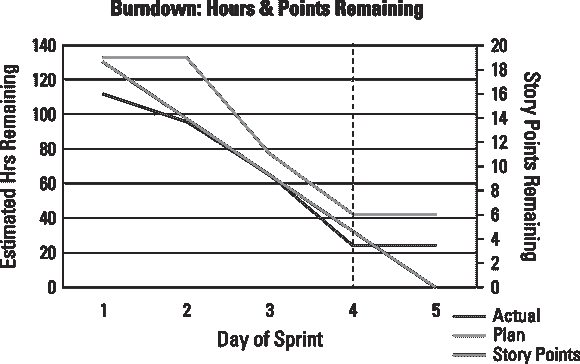 Burndown: Hours & Points Remaining
140
120
100
80
60
40
20
0
Estimated Hrs Remaining
20
18
16
14
12
10
8
6
4
2
0
Story Points Remaining
1 2 3 4 5
Day of Sprint
Actual
Plan
Story Points